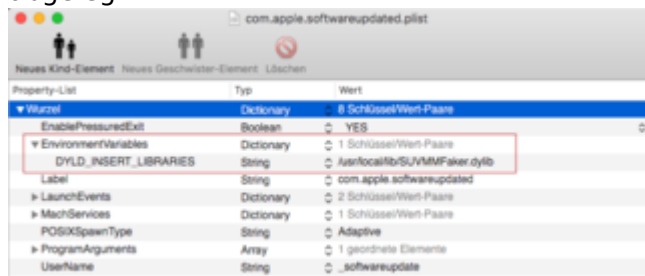 com.apple.softwareupdated.plist
Neues Kind-Element Neues Geschwister-Element Löschen
Property-List Typ Wert
Wurzel Dictionary 8 Schlüssel/Wert-Paare
EnablePressuredExit Boolean YES
EnvironmentVariables Dictionary 1 Schlüssel/Wert-Paare
DYLD_INSERT_LIBRARIES String /usr/local/lib/SUVMMFaker.dylib
Label String com.apple.softwareupdated
LaunchEvents Dictionary 2 Schlüssel/Wert-Paare
MachServices Dictionary 1 Schlüssel/Wert-Paare
POSIXSpawnType String Adaptive
ProgramArguments Array 1 geordnete Elemente
UserName String _softwareupdate